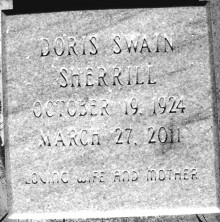 DORIS SWAIN
SHERRILL
OCTOBER 19, 1924
MARCH 27, 2011
LOVING WIFE AND MOTHER